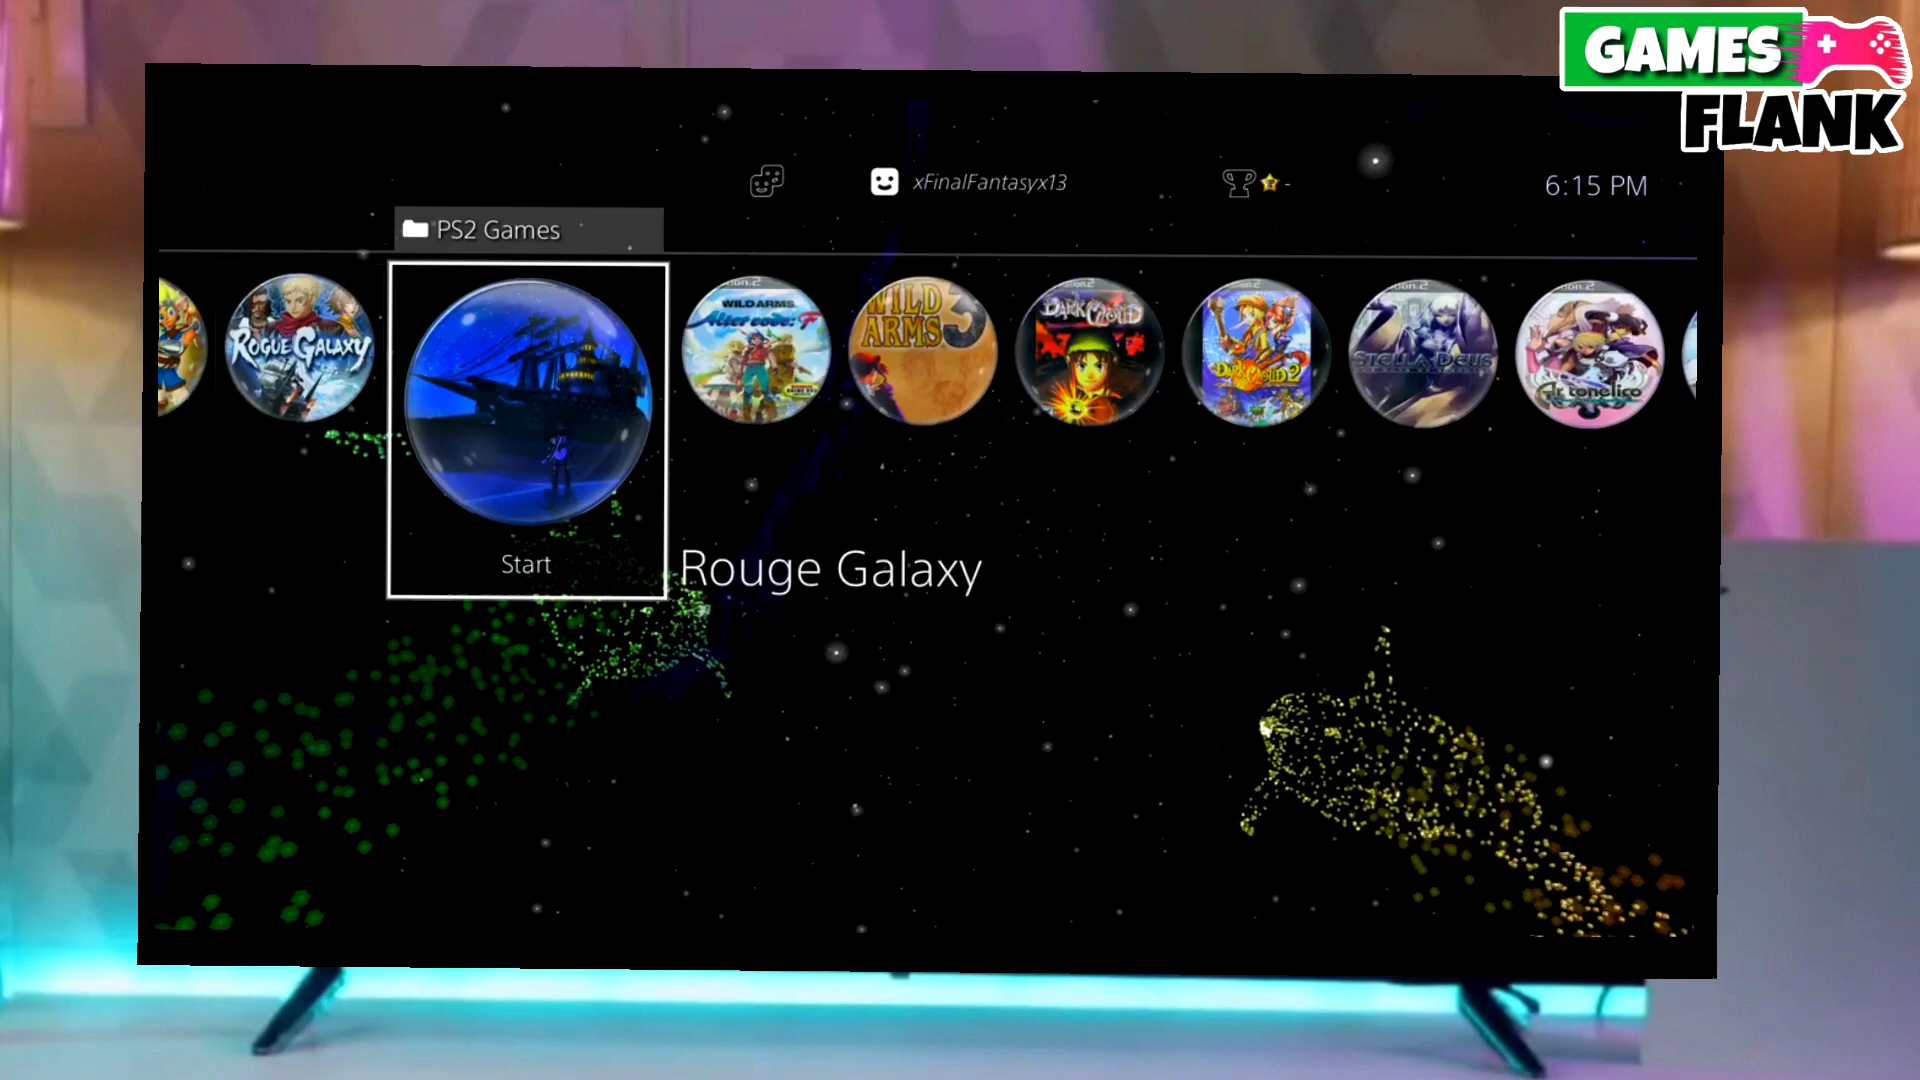 GAMES
FLANK
xFinalFantasyx13
-
6:15 PM
PS2 Games
ROGUE GALAXY
WILD ARMS
Alter code: F
WILD
ARMS 3
DARK CLOUD
DARK CLOUD 2
STELLA DEUS
Ar tonelico
Start
Rouge Galaxy